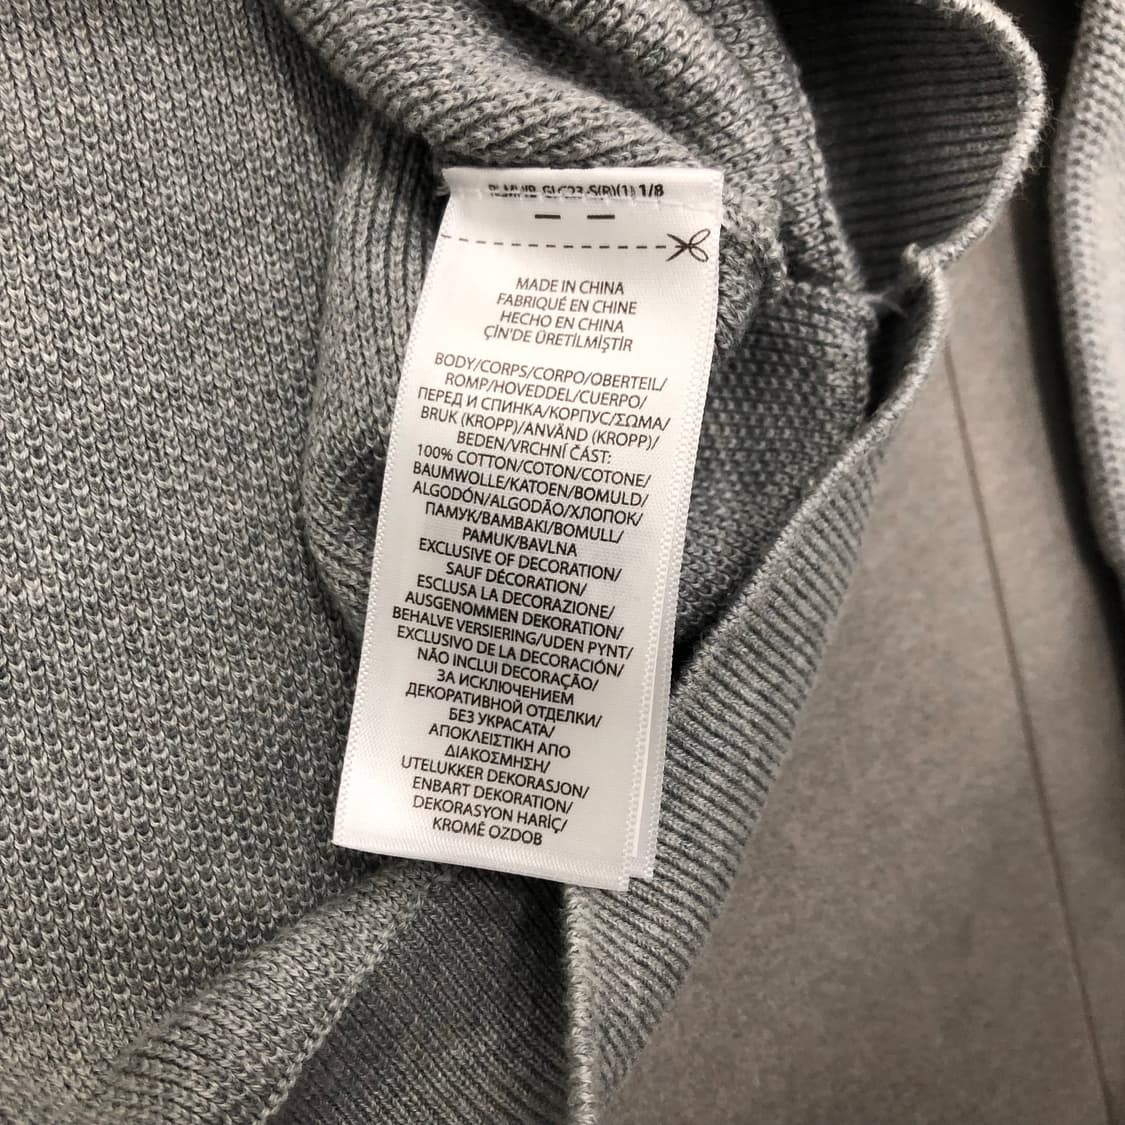 GLC23-S(R)(1) 1/8
MADE IN CHINA
FABRIQUÉ EN CHINE
HECHO EN CHINA
ÇİN'DE ÜRETİLMİŞTİR
BODY/CORPS/CORPO/OBERTEIL/
ROMP/HOVEDDEL/CUERPO/
ПЕРЕД И СПИНКА/КОРПУС/ΣΩΜΑ/
BRUK (KROPP)/ANVÄND (KROPP)/
BEDEN/VRCHNÍ ČÁST:
100% COTTON/COTON/COTONE/
BAUMWOLLE/KATOEN/BOMULD/
ALGODÓN/ALGODÃO/ХЛОПОК/
ПАМУК/ΒΑΜΒΑΚΙ/BOMULL/
PAMUK/BAVLNA
EXCLUSIVE OF DECORATION/
SAUF DÉCORATION/
ESCLUSA LA DECORAZIONE/
AUSGENOMMEN DEKORATION/
BEHALVE VERSIERING/UDEN PYNT/
EXCLUSIVO DE LA DECORACIÓN/
NÃO INCLUI DECORAÇÃO/
ЗА ИСКЛЮЧЕНИЕМ
ДЕКОРАТИВНОЙ ОТДЕЛКИ/
БЕЗ УКРАСАТА/
ΑΠΟΚΛΕΙΣΤΙΚΗ ΑΠΟ
ΔΙΑΚΟΣΜΗΣΗ/
UTELUKKER DEKORASJON/
ENBART DEKORATION/
DEKORASYON HARİÇ/
KROMĚ OZDOB